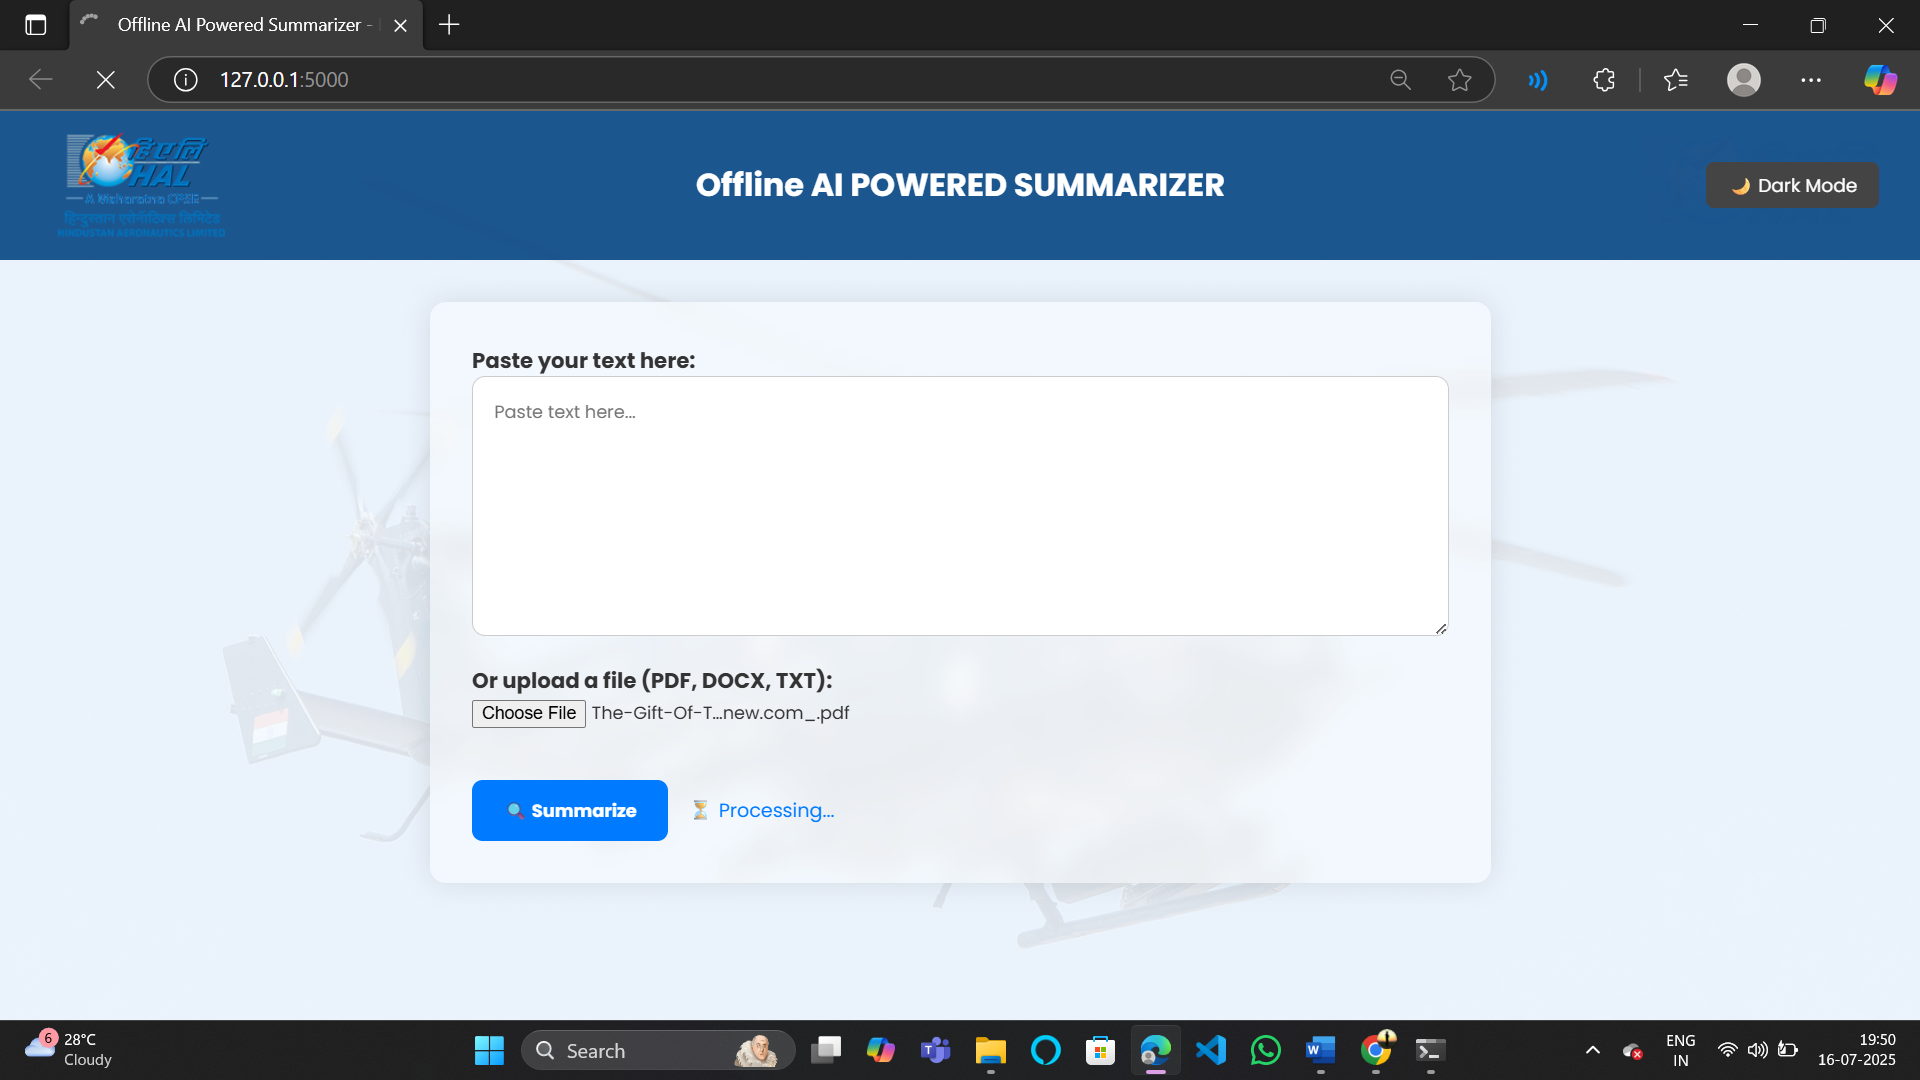 Offline AI Powered Summarizer -
127.0.0.1:5000
हिएलि
HAL
A Maharatna CPSE
हिन्दुस्तान एरोनॉटिक्स लिमिटेड
HINDUSTAN AERONAUTICS LIMITED
Offline AI POWERED SUMMARIZER
🌙 Dark Mode
Paste your text here:
Paste text here...
Or upload a file (PDF, DOCX, TXT):
Choose File The-Gift-Of-T...new.com_.pdf
🔍 Summarize ⏳ Processing...
6
28°C
Cloudy
Search
ENG
IN
19:50
16-07-2025